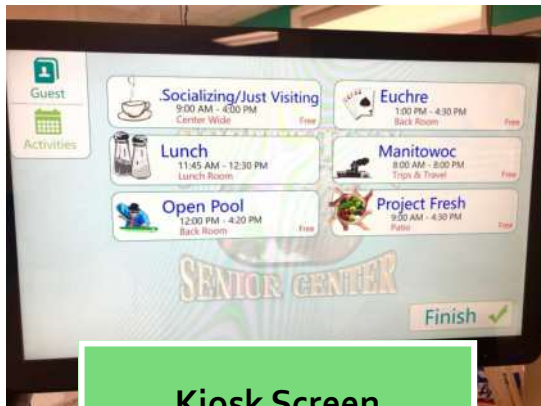 Guest
Activities
Socializing/Just Visiting
9:00 AM - 4:00 PM
Center Wide Free
Euchre
1:00 PM - 4:30 PM
Back Room Free
Lunch
11:45 AM - 12:30 PM
Lunch Room
Manitowoc
8:00 AM - 8:00 PM
Trips & Travel Free
Open Pool
12:00 PM - 4:20 PM
Back Room Free
Project Fresh
9:00 AM - 4:30 PM
Patio Free
SENIOR CENTER
Finish
Kiosk Screen